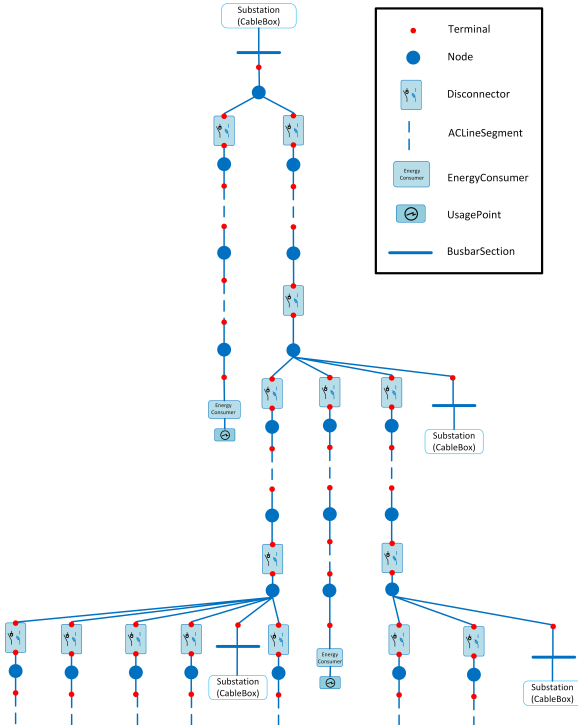 Substation
(CableBox)
Terminal
Node
Disconnector
ACLineSegment
Energy
Consumer
EnergyConsumer
UsagePoint
BusbarSection
Energy
Consumer
Substation
(CableBox)
Energy
Consumer
Substation
(CableBox)
Substation
(CableBox)